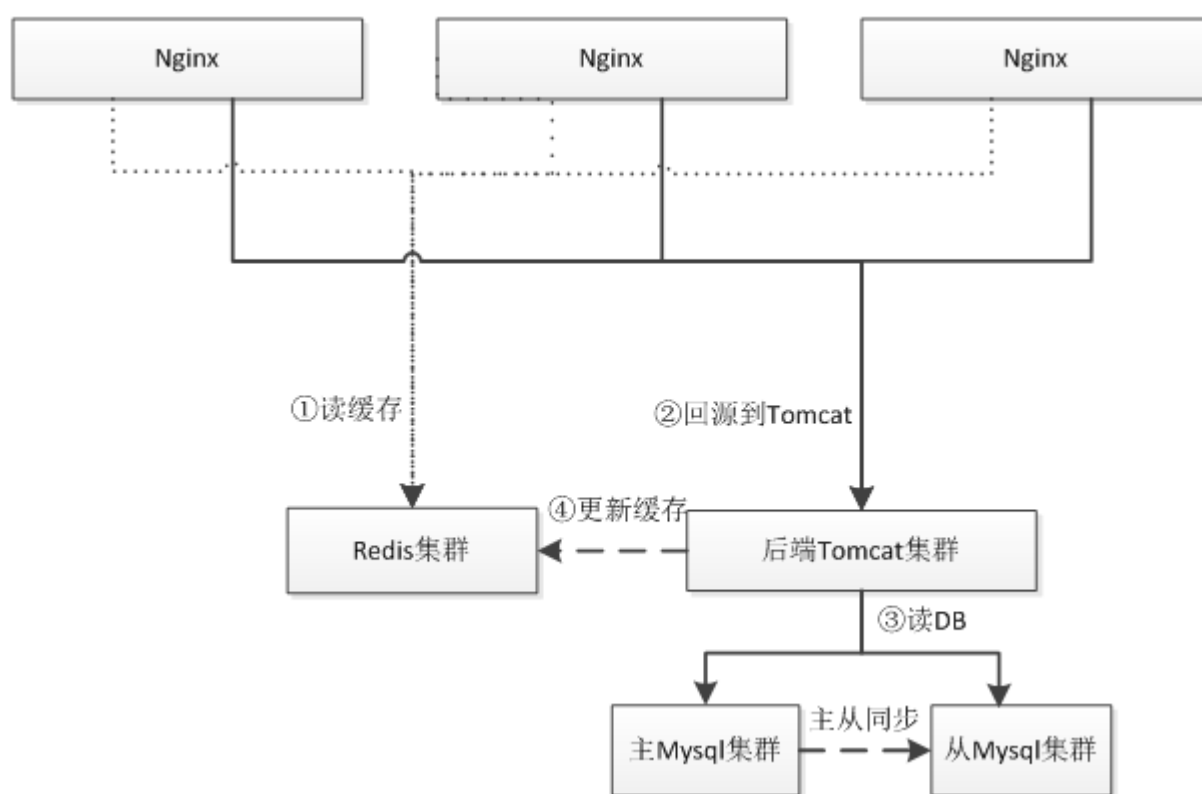 Nginx
Nginx
Nginx
①读缓存
②回源到Tomcat
④更新缓存
Redis集群
后端Tomcat集群
③读DB
主从同步
主Mysql集群
从Mysql集群